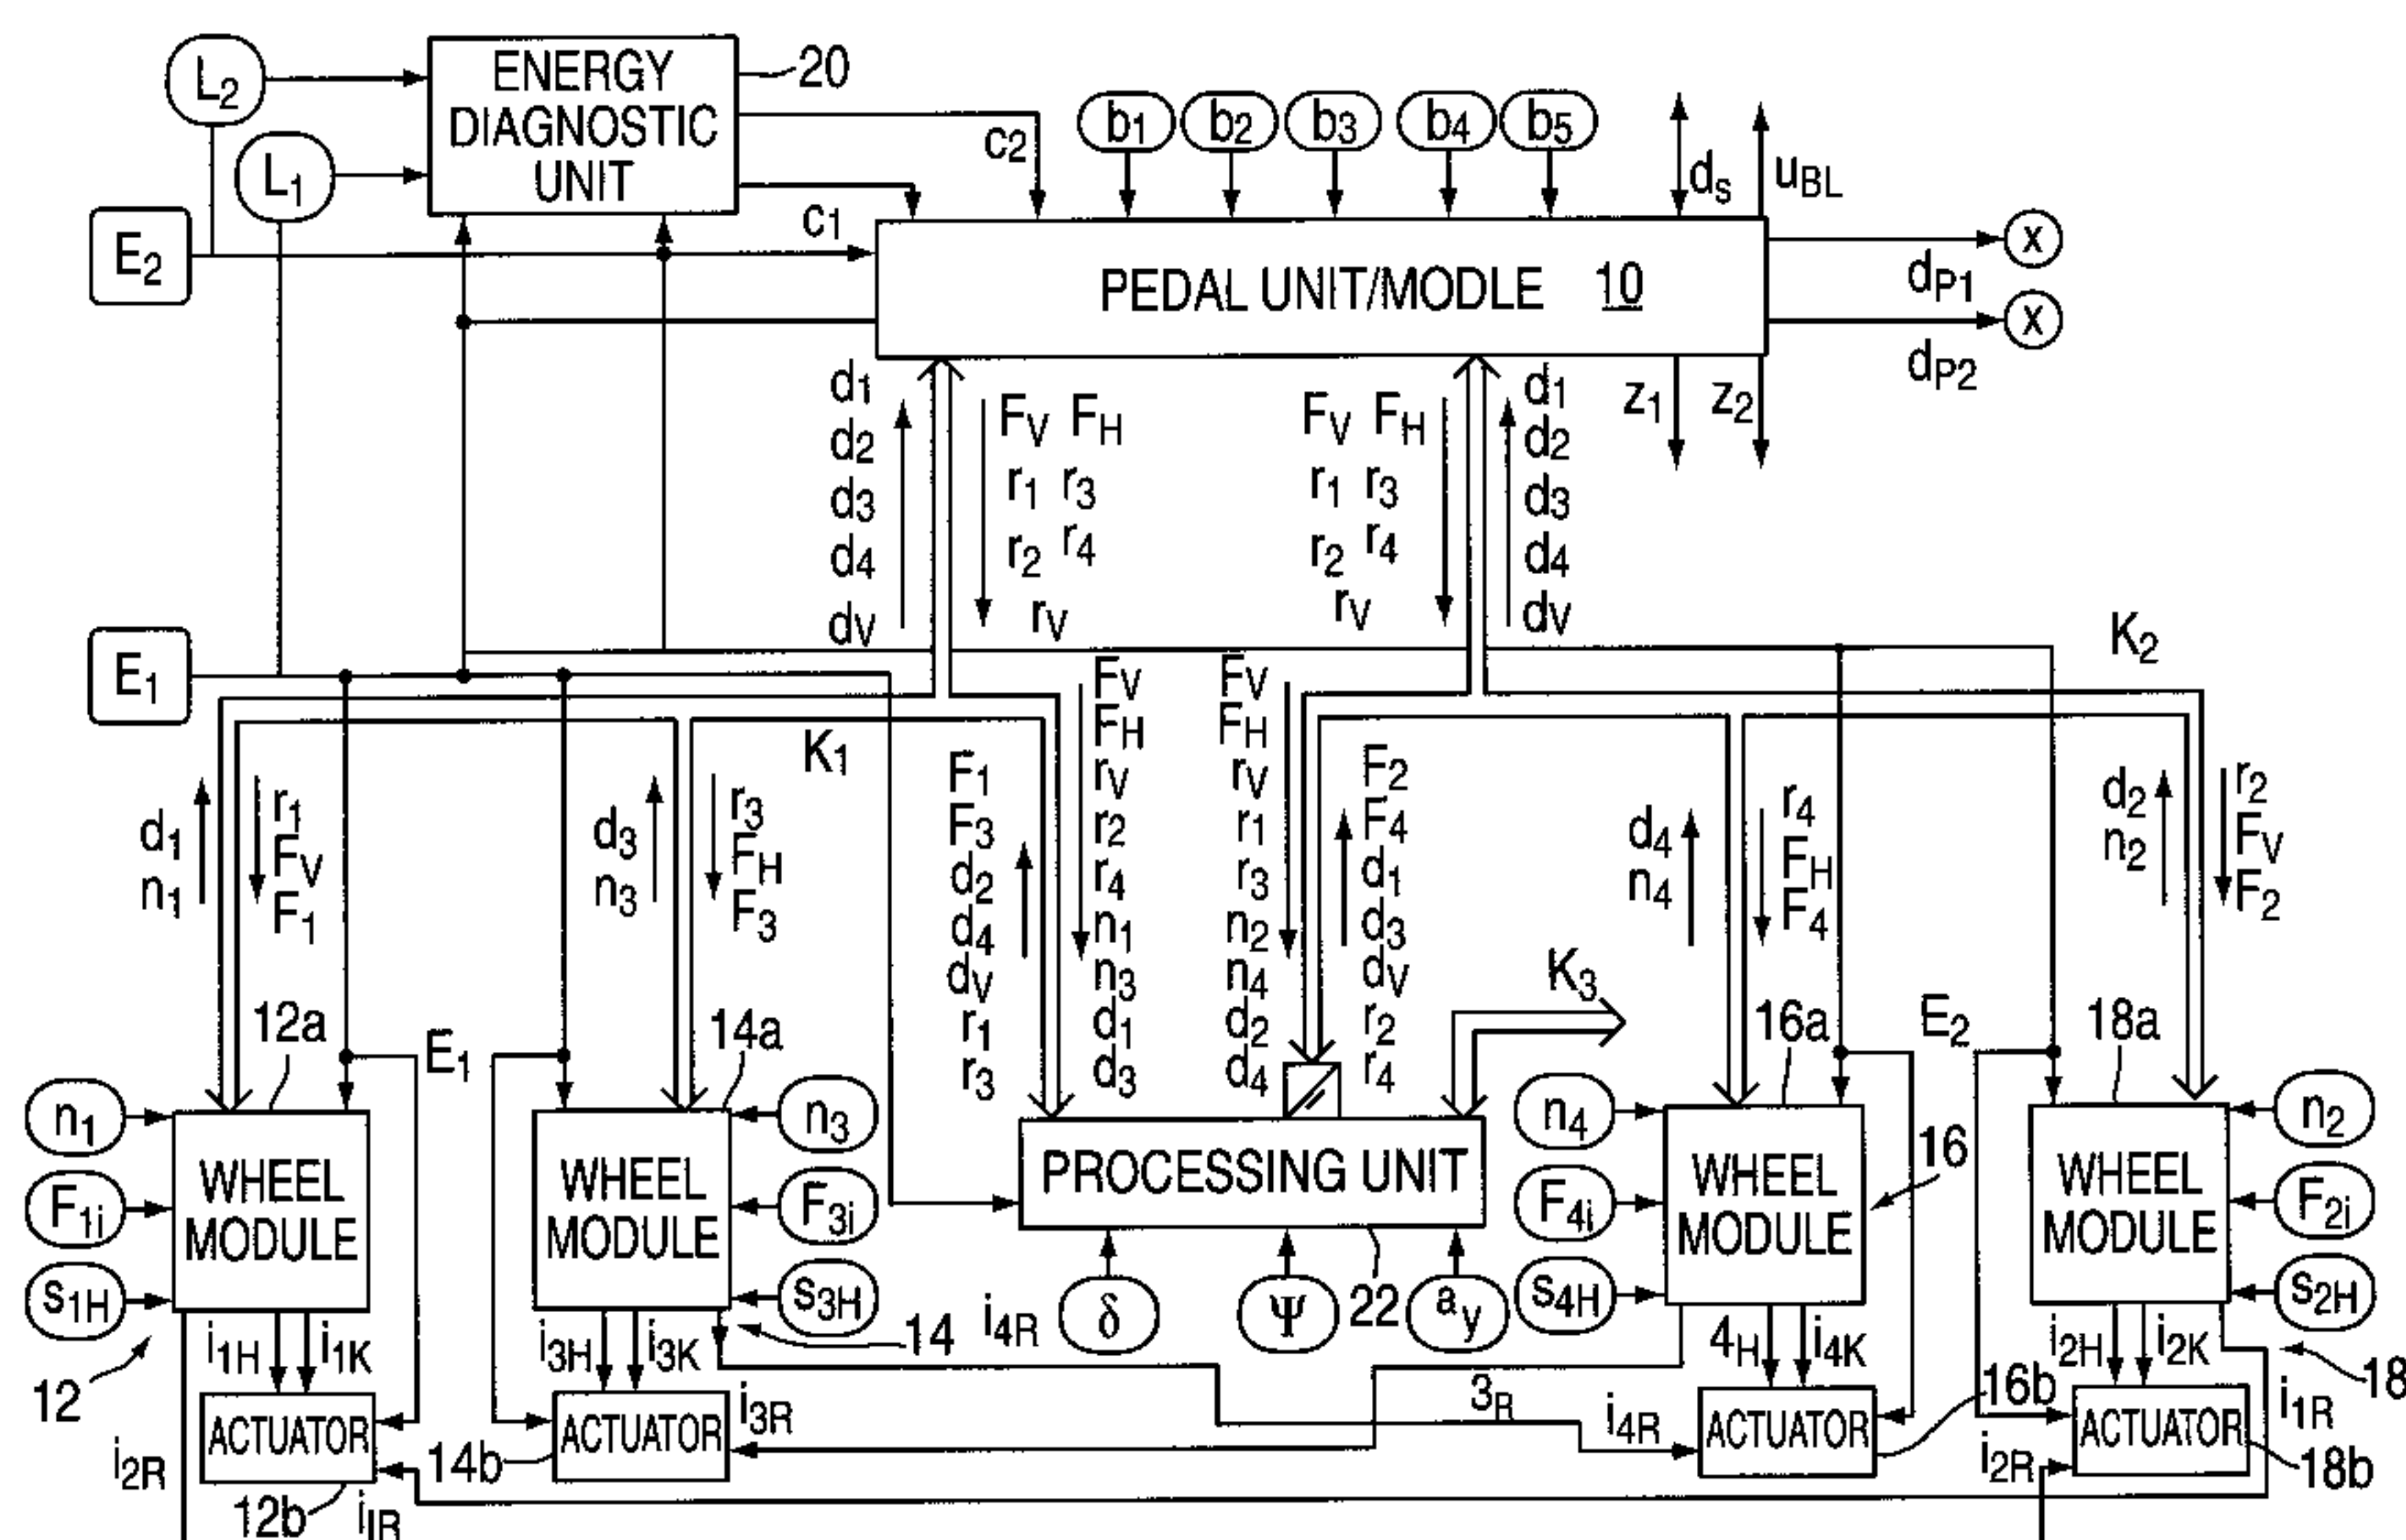 L2
ENERGY
DIAGNOSTIC
UNIT
20
L1
c2
c1
b1 b2 b3 b4 b5
ds
uBL
E2
PEDAL UNIT/MODLE 10
x
dP1
x
dP2
z1 z2
d1
d2
d3
d4
dV
FV FH
r1 r3
r2 r4
rV
FV FH
r1 r3
r2 r4
rV
d1
d2
d3
d4
dV
E1
K2
K1
d1
n1
r1
FV
F1
d3
n3
r3
FH
F3
F1
F3
d2
d4
dV
r1
r3
FV
FH
rV
r2
r4
n1
n3
d1
d3
FV
FH
rV
r1
r3
n2
n4
d2
d4
F2
F4
d1
d3
dV
r2
r4
K3
d4
n4
r4
FH
F4
d2
n2
r2
FV
F2
12a
E1
14a
16a
E2
18a
n1
F1i
s1H
WHEEL
MODULE
12
WHEEL
MODULE
n3
F3i
s3H
14
PROCESSING UNIT
δ
Ψ
22
ay
n4
F4i
s4H
WHEEL
MODULE
16
WHEEL
MODULE
n2
F2i
s2H
18
i1H i1K
i3H i3K
i4R
4H i4K
i2H i2K
ACTUATOR
i2R
12b
iIR
ACTUATOR
14b
i3R
3R
i4R
ACTUATOR
16b
ACTUATOR
i2R
i1R
18b